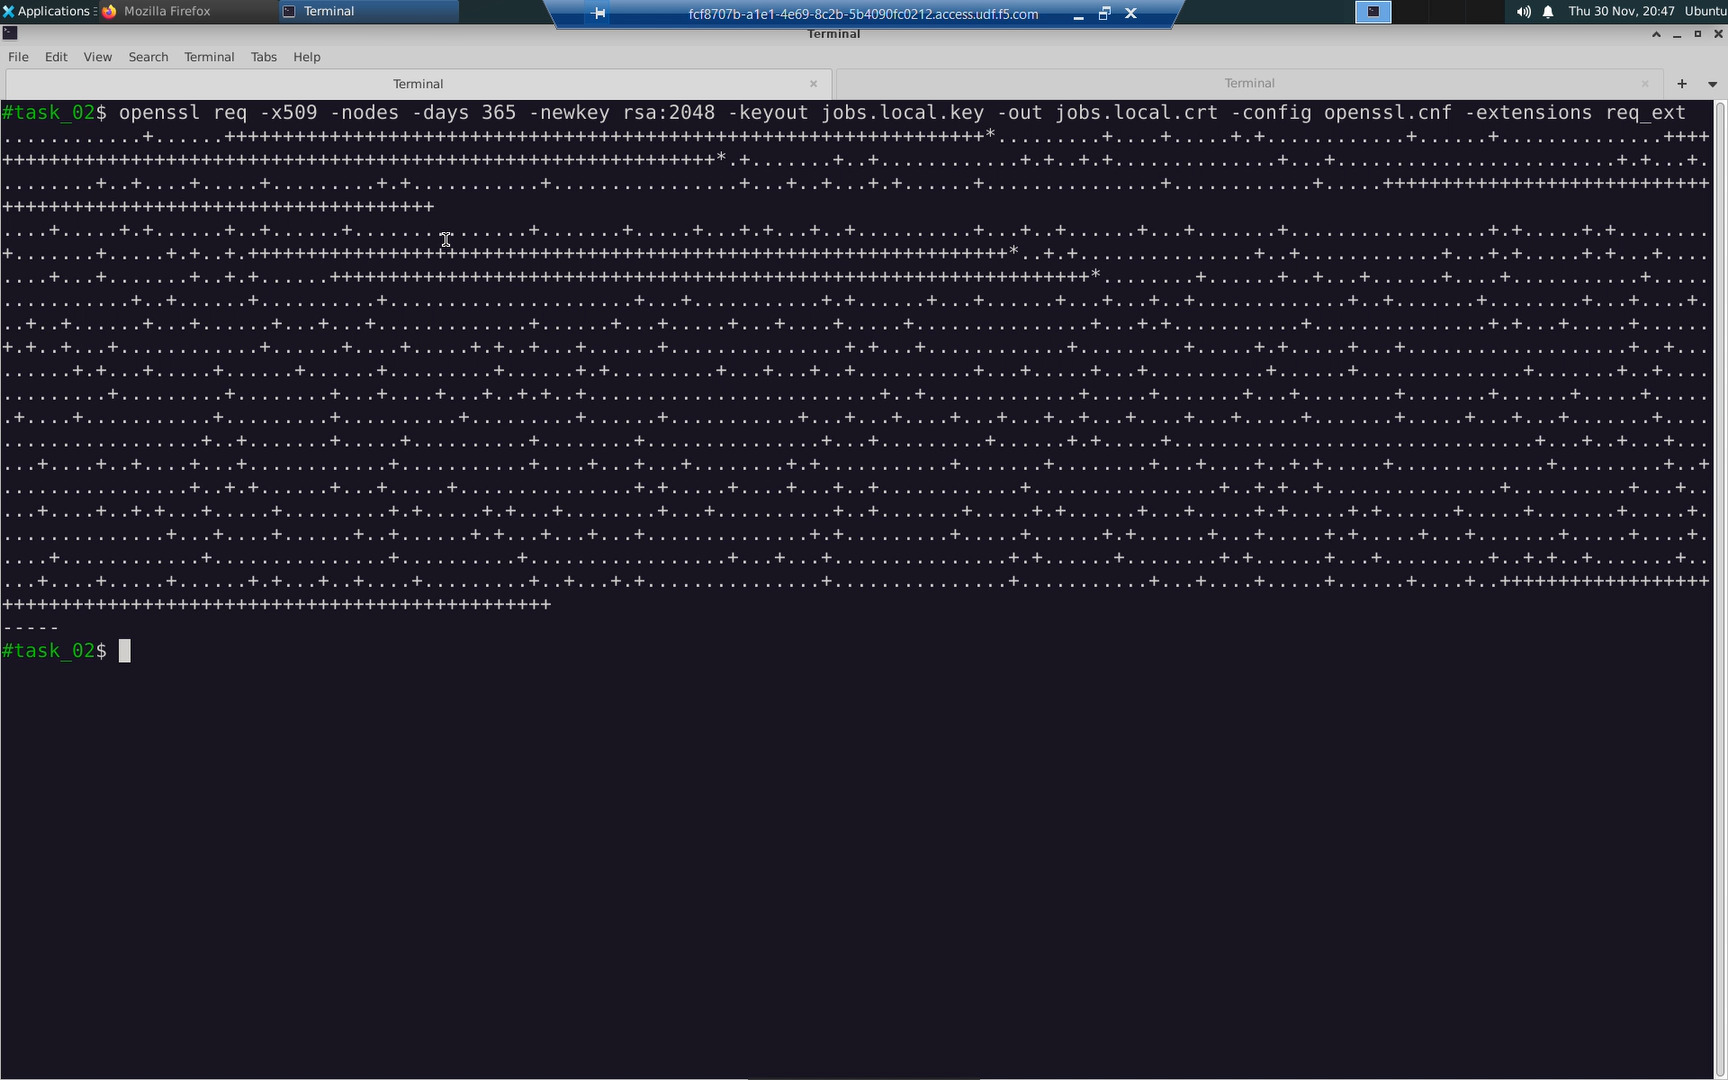 Applications
Mozilla Firefox
Terminal
fcf8707b-a1e1-4e69-8c2b-5b4090fc0212.access.udf.f5.com
Thu 30 Nov, 20:47
Ubuntu
Terminal
File Edit View Search Terminal Tabs Help
Terminal
Terminal
#task_02$ openssl req -x509 -nodes -days 365 -newkey rsa:2048 -keyout jobs.local.key -out jobs.local.crt -config openssl.cnf -extensions req_ext
-----
#task_02$